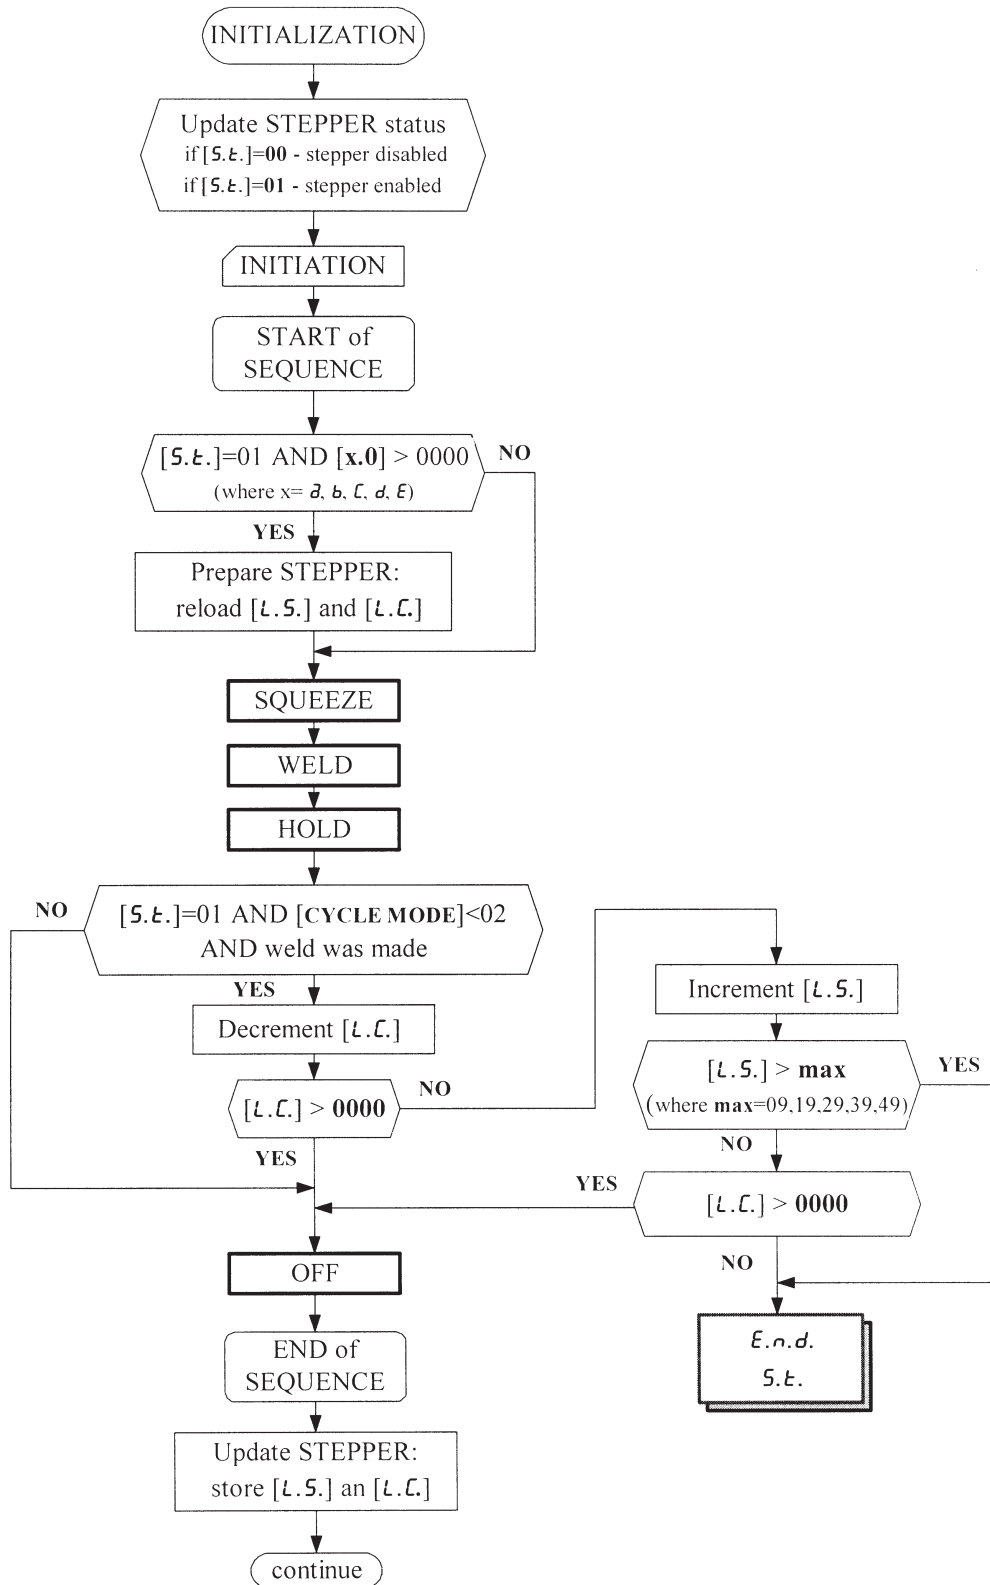 INITIALIZATION
Update STEPPER status
if [S.t.]=00 - stepper disabled
if [S.t.]=01 - stepper enabled
INITIATION
START of
SEQUENCE
[S.t.]=01 AND [x.0] > 0000
(where x= a, b, C, d, E)
NO
YES
Prepare STEPPER:
reload [L.S.] and [L.C.]
SQUEEZE
WELD
HOLD
NO
[S.t.]=01 AND [CYCLE MODE]<02
AND weld was made
YES
Decrement [L.C.]
[L.C.] > 0000
NO
YES
Increment [L.S.]
[L.S.] > max
(where max=09,19,29,39,49)
YES
NO
[L.C.] > 0000
YES
NO
E.n.d.
S.t.
OFF
END of
SEQUENCE
Update STEPPER:
store [L.S.] an [L.C.]
continue